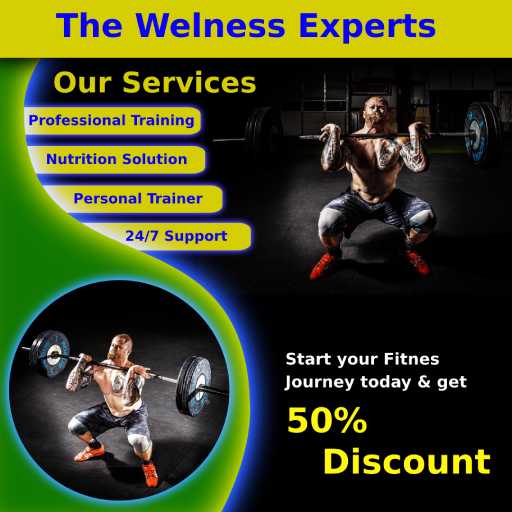 The Welness Experts
Our Services
Professional Training
Nutrition Solution
Personal Trainer
24/7 Support
Start your Fitnes
Journey today & get
50%
Discount